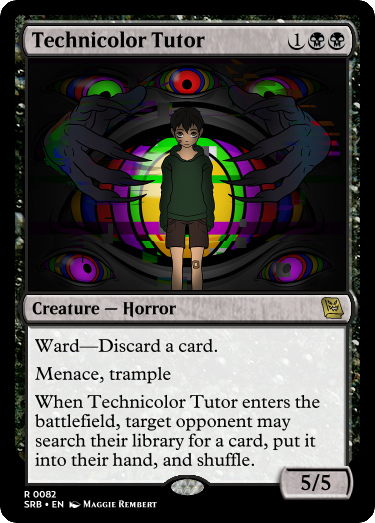 Technicolor Tutor 1
Creature — Horror
Ward—Discard a card.
Menace, trample
When Technicolor Tutor enters the
battlefield, target opponent may
search their library for a card, put it
into their hand, and shuffle.
5/5
R 0082
SRB • EN Maggie Rembert